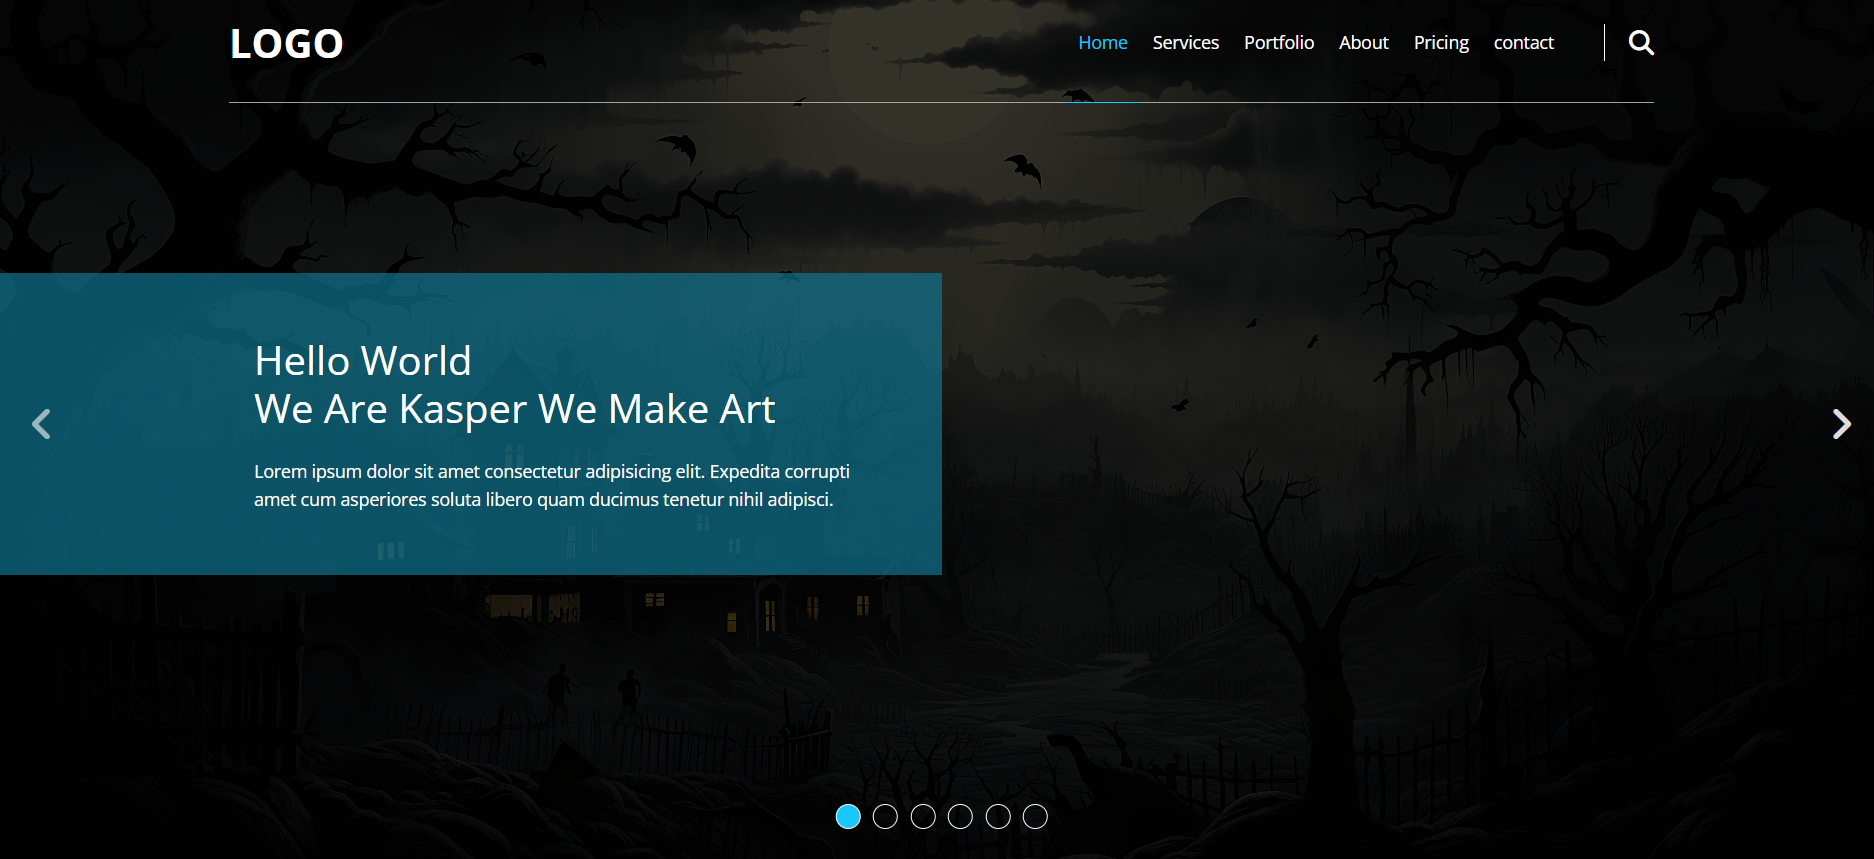 LOGO
Home Services Portfolio About Pricing contact
Hello World
We Are Kasper We Make Art
Lorem ipsum dolor sit amet consectetur adipisicing elit. Expedita corrupti
amet cum asperiores soluta libero quam ducimus tenetur nihil adipisci.